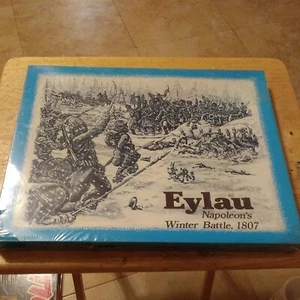 Eylau
Napoleon's
Winter Battle, 1807